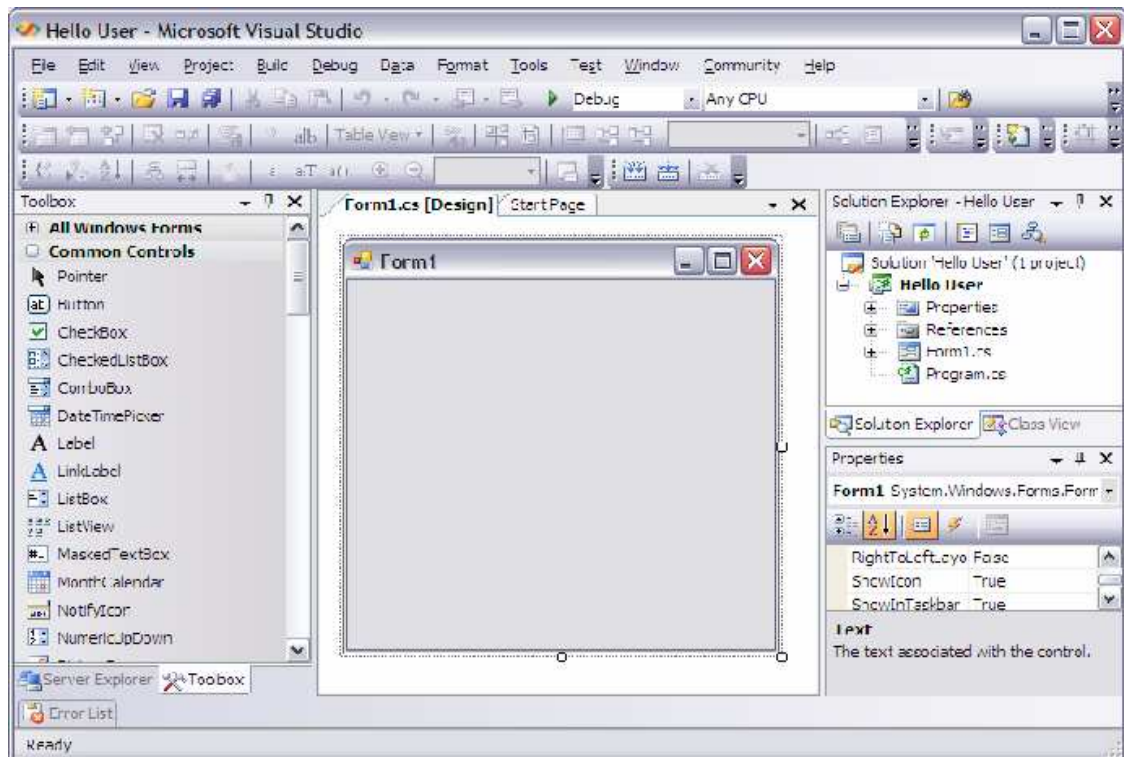 Hello User - Microsoft Visual Studio
File Edit View Project Build Debug Data Format Tools Test Window Community Help
Debug Any CPU
Table View
Toolbox
All Windows Forms
Common Controls
Pointer
Button
CheckBox
CheckedListBox
ComboBox
DateTimePicker
Label
LinkLabel
ListBox
ListView
MaskedTextBox
MonthCalendar
NotifyIcon
NumericUpDown
Server Explorer Toolbox
Error List
Ready
Form1.cs [Design] Start Page
Form1
Solution Explorer - Hello User
Solution 'Hello User' (1 project)
Hello User
Properties
References
Form1.cs
Program.cs
Solution Explorer Class View
Properties
Form1 System.Windows.Forms.Form
RightToLeftLayo False
ShowIcon True
ShowInTaskbar True
Text
The text associated with the control.